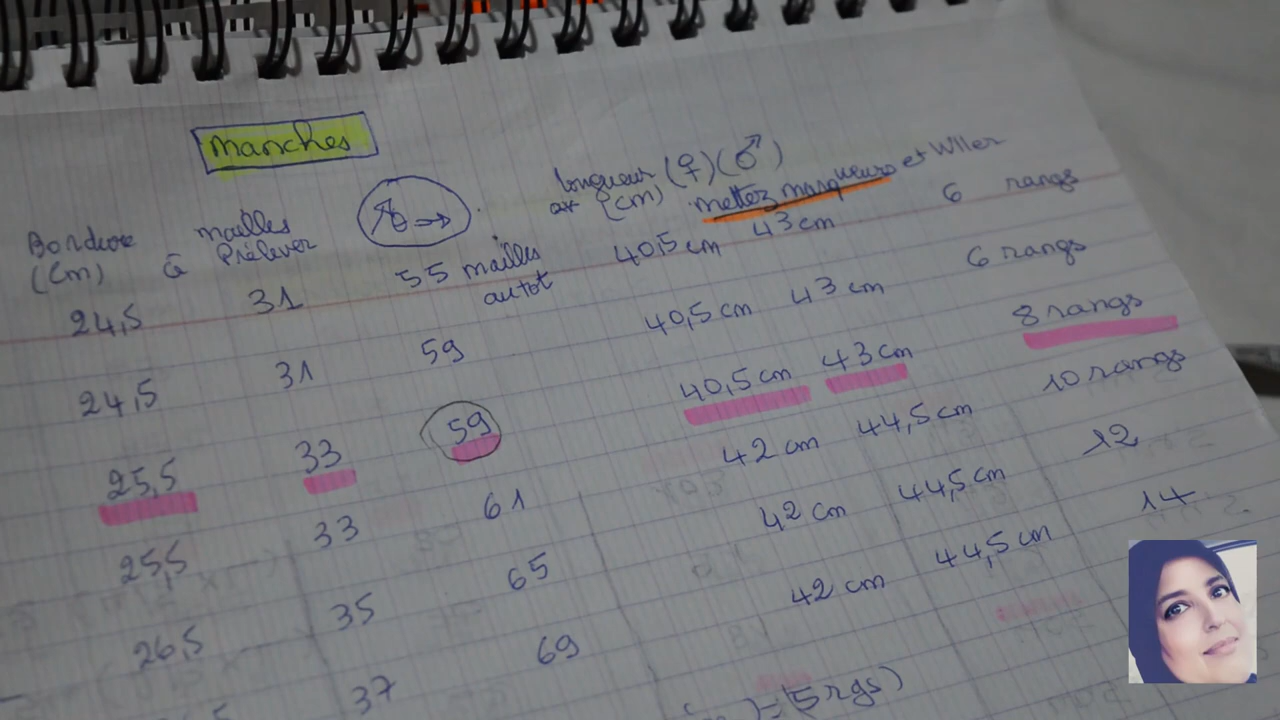 Manches
Bordure (Cm) mailles à Prélever longueur (cm) (♀) (♂) mettez marqueurs et
24,5 31 55 mailles 40,5 cm 43 cm 6 rangs
24,5 31 59 40,5 cm 43 cm 6 rangs
25,5 33 59 40,5 cm 43 cm 8 rangs
25,5 33 61 42 cm 44,5 cm 10 rangs
26,5 35 65 42 cm 44,5 cm 12
37 69 42 cm 44,5 cm 14
) = (5 rgs)